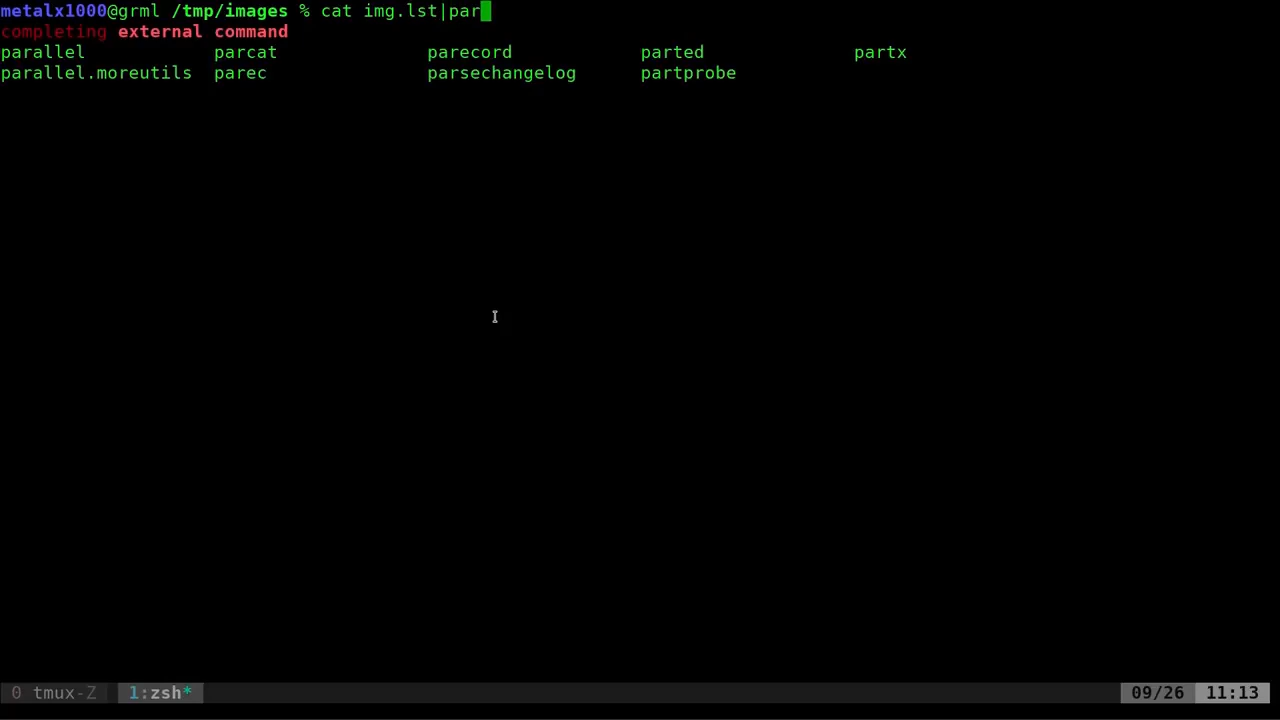 metalx1000@grml /tmp/images % cat img.lst|par
completing external command
parallel parcat parecord parted partx
parallel.moreutils parec parsechangelog partprobe
0 tmux-Z 1:zsh* 09/26 11:13